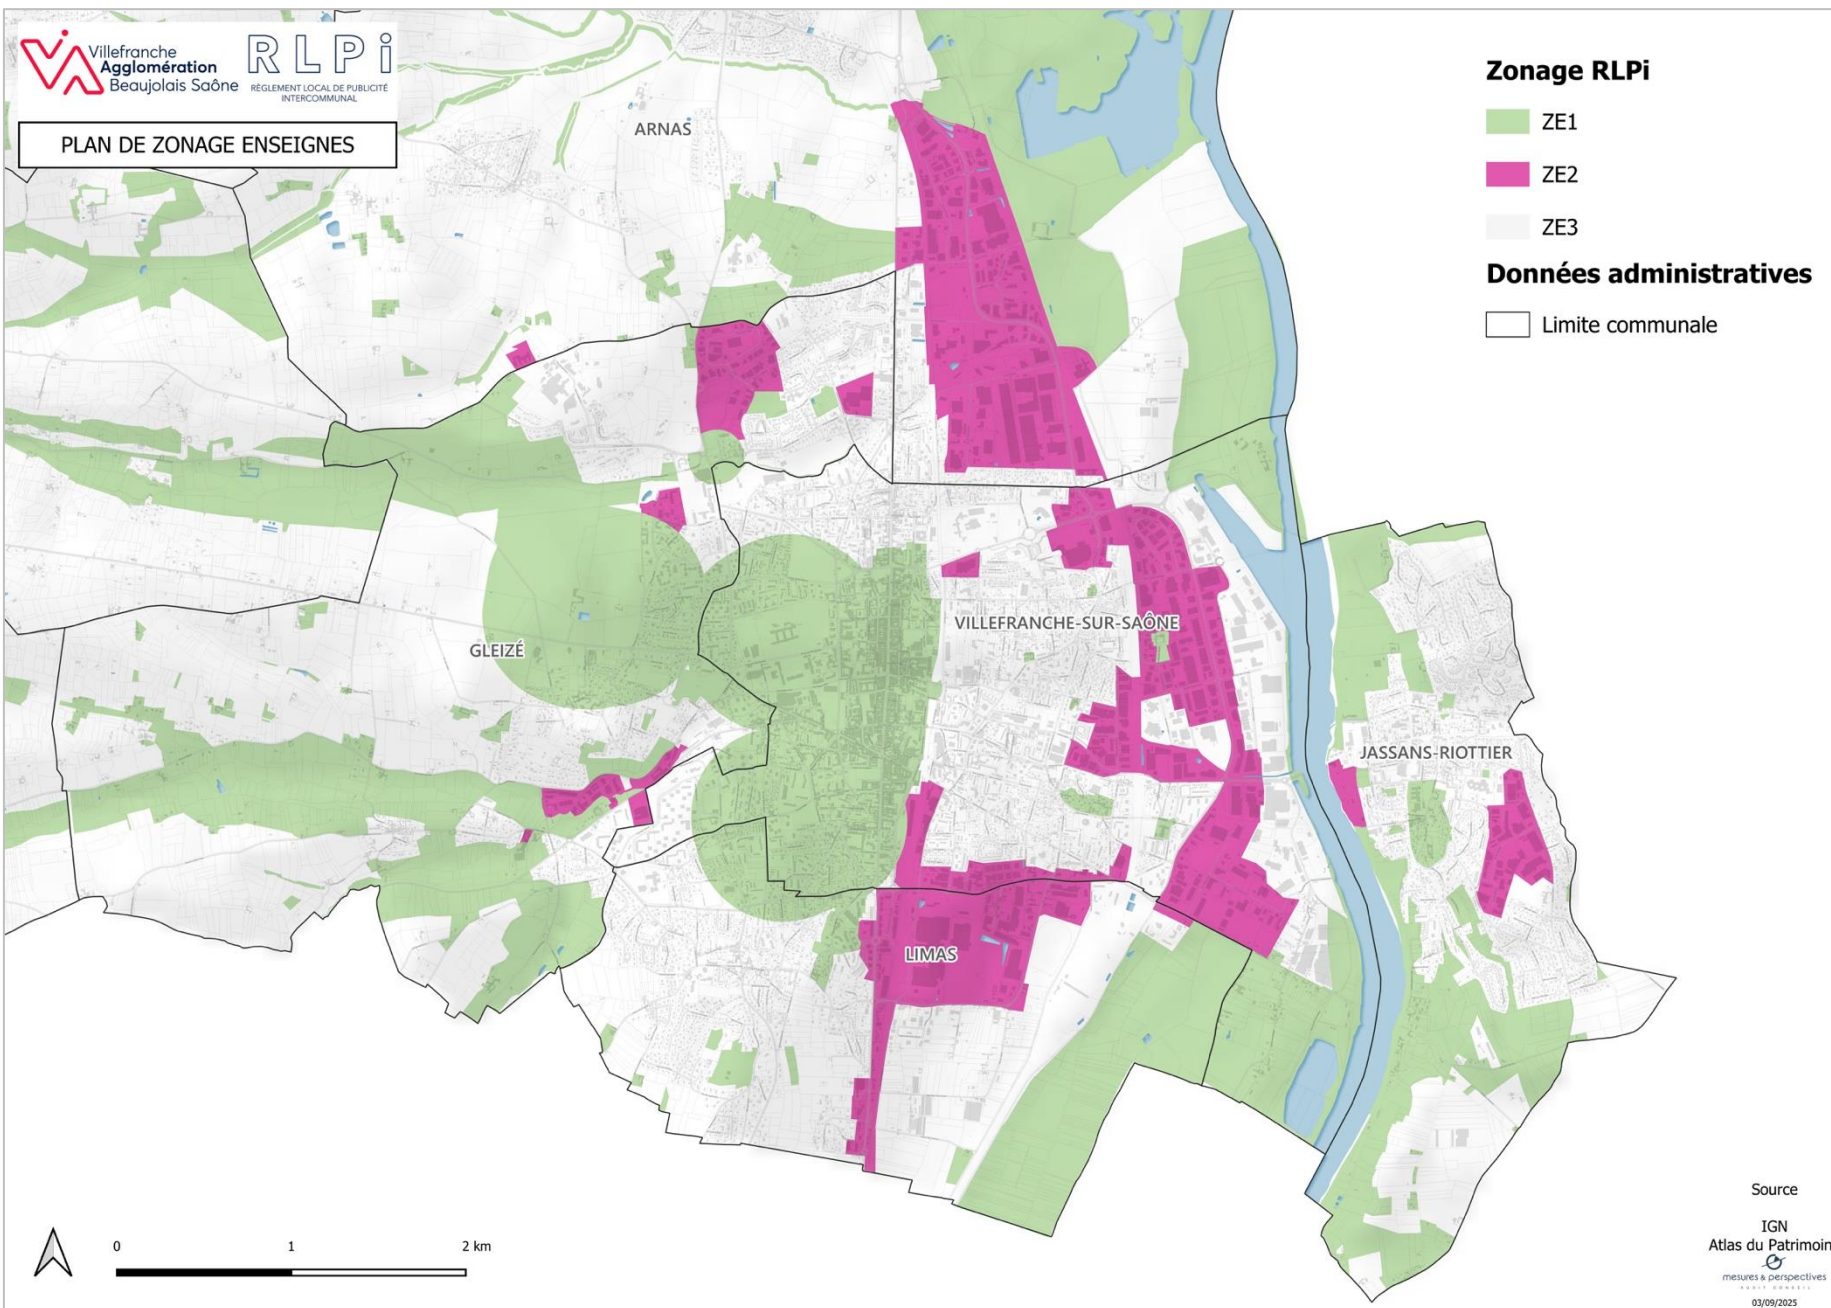 Villefranche
Agglomération
Beaujolais Saône
RLPi
RÈGLEMENT LOCAL DE PUBLICITÉ
INTERCOMMUNAL
PLAN DE ZONAGE ENSEIGNES
Zonage RLPi
ZE1
ZE2
ZE3
Données administratives
Limite communale
ARNAS
VILLEFRANCHE-SUR-SAÔNE
GLEIZÉ
JASSANS-RIOTTIER
LIMAS
0 1 2 km
Source
IGN
Atlas du Patrimoin
mesures & perspectives
AUDIT CONSEIL
03/09/2025